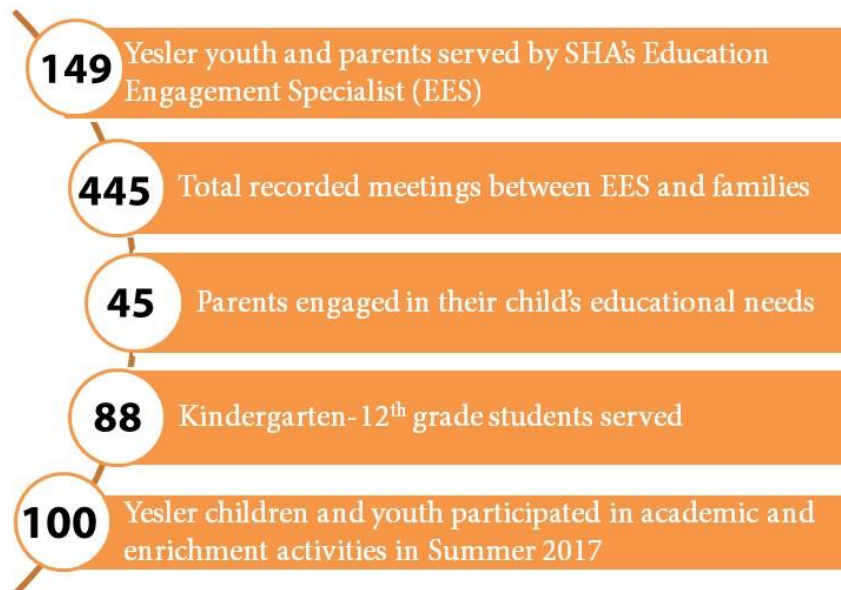 149
Yesler youth and parents served by SHA's Education
Engagement Specialist (EES)
445
Total recorded meetings between EES and families
45
Parents engaged in their child's educational needs
88
Kindergarten-12th grade students served
100
Yesler children and youth participated in academic and
enrichment activities in Summer 2017